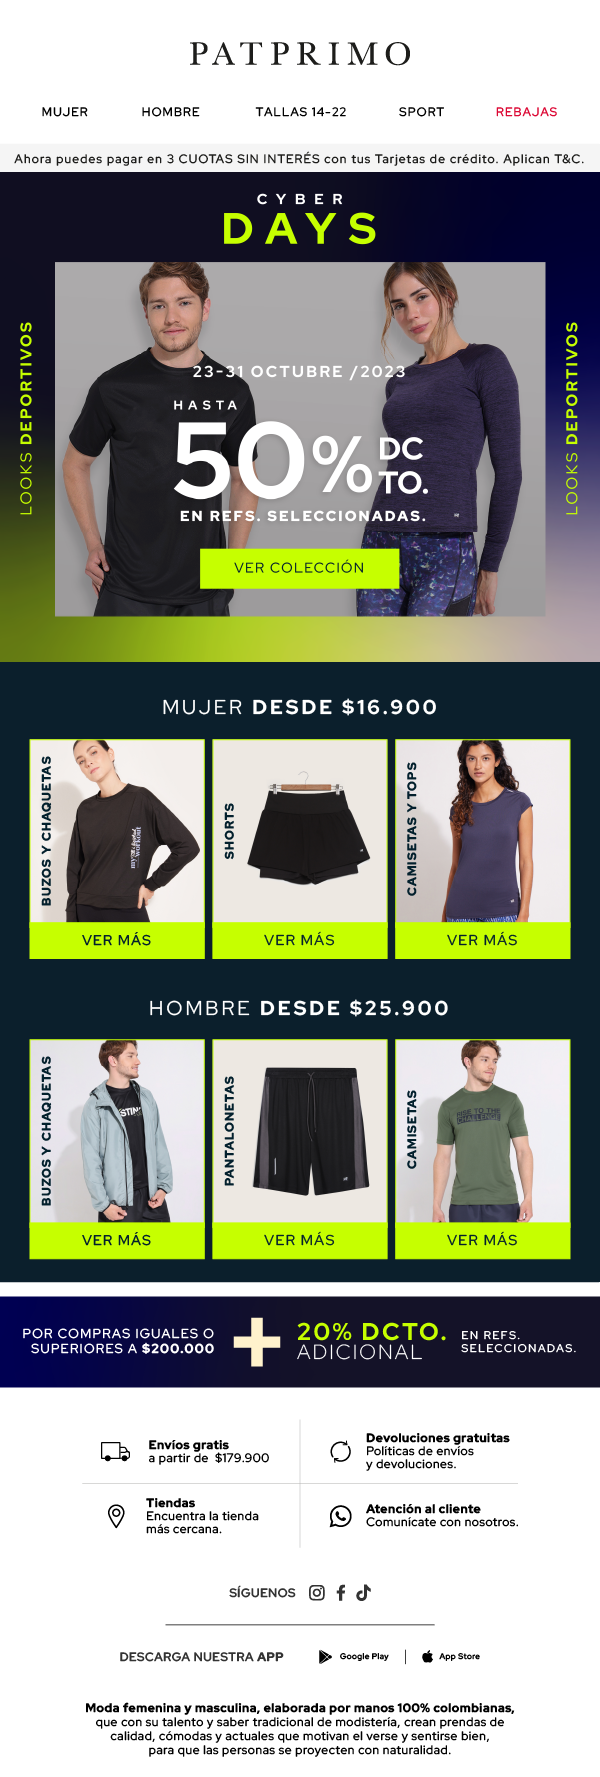 PATPRIMO
MUJER HOMBRE TALLAS 14-22 SPORT REBAJAS
Ahora puedes pagar en 3 CUOTAS SIN INTERÉS con tus Tarjetas de crédito. Aplican T&C.
CYBER
DAYS
LOOKS DEPORTIVOS
23-31 OCTUBRE /2023
HASTA
50% DC
TO.
EN REFS. SELECCIONADAS.
VER COLECCIÓN
LOOKS DEPORTIVOS
MUJER DESDE $16.900
BUZOS Y CHAQUETAS
SHORTS
CAMISETAS Y TOPS
VER MÁS VER MÁS VER MÁS
HOMBRE DESDE $25.900
BUZOS Y CHAQUETAS
PANTALONETAS
CAMISETAS
RISE TO THE
CHALLENGE
VER MÁS VER MÁS VER MÁS
POR COMPRAS IGUALES O
SUPERIORES A $200.000
+
20% DCTO.
ADICIONAL
EN REFS.
SELECCIONADAS.
Envíos gratis
a partir de $179.900
Devoluciones gratuitas
Políticas de envíos
y devoluciones.
Tiendas
Encuentra la tienda
más cercana.
Atención al cliente
Comunícate con nosotros.
SÍGUENOS
DESCARGA NUESTRA APP Google Play App Store
Moda femenina y masculina, elaborada por manos 100% colombianas,
que con su talento y saber tradicional de modistería, crean prendas de
calidad, cómodas y actuales que motivan el verse y sentirse bien,
para que las personas se proyecten con naturalidad.